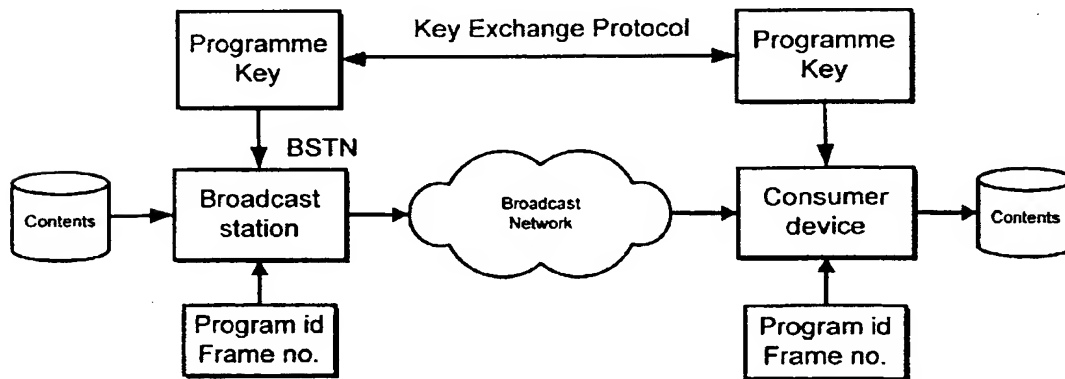 Programme
Key
Key Exchange Protocol
Programme
Key
BSTN
Contents
Broadcast
station
Broadcast
Network
Consumer
device
Contents
Program id
Frame no.
Program id
Frame no.